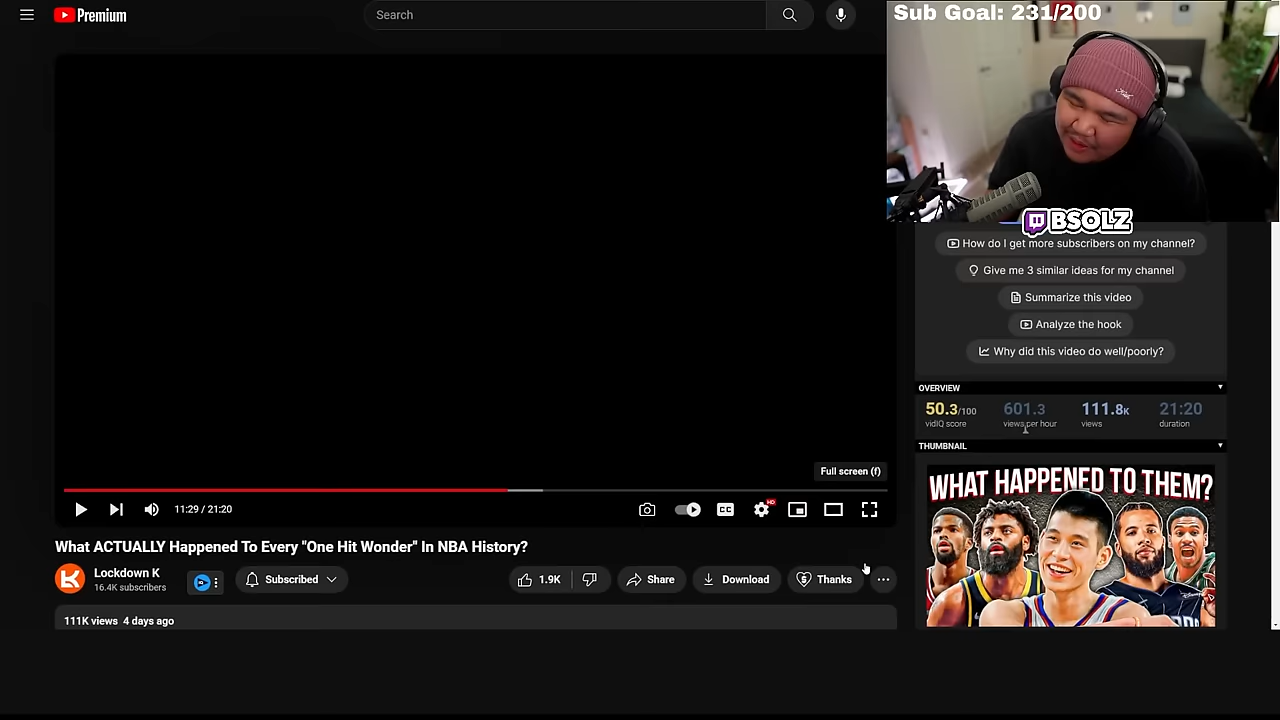 Premium
Search
Sub Goal: 231/200
BSOLZ
How do I get more subscribers on my channel?
Give me 3 similar ideas for my channel
Summarize this video
Analyze the hook
Why did this video do well/poorly?
OVERVIEW
50.3/100 601.3 111.8K 21:20
vidIQ score views per hour views duration
THUMBNAIL
WHAT HAPPENED TO THEM?
Full screen (f)
11:29 / 21:20
CC
HD
What ACTUALLY Happened To Every "One Hit Wonder" In NBA History?
Lockdown K
16.4K subscribers
Subscribed
1.9K
Share
Download
Thanks
111K views 4 days ago